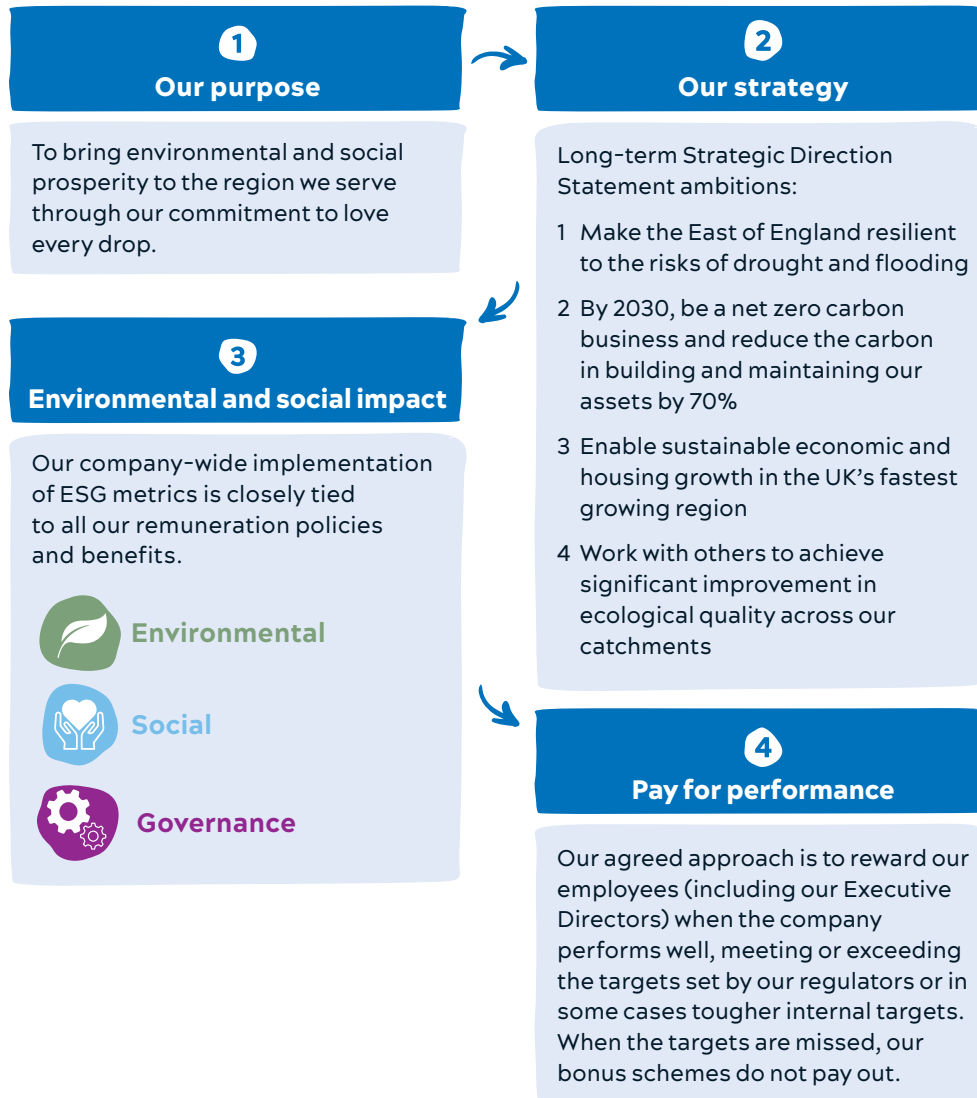 1
Our purpose
To bring environmental and social
prosperity to the region we serve
through our commitment to love
every drop.
2
Our strategy
Long-term Strategic Direction
Statement ambitions:
1 Make the East of England resilient
to the risks of drought and flooding
2 By 2030, be a net zero carbon
business and reduce the carbon
in building and maintaining our
assets by 70%
3 Enable sustainable economic and
housing growth in the UK's fastest
growing region
4 Work with others to achieve
significant improvement in
ecological quality across our
catchments
3
Environmental and social impact
Our company-wide implementation
of ESG metrics is closely tied
to all our remuneration policies
and benefits.
Environmental
Social
Governance
4
Pay for performance
Our agreed approach is to reward our
employees (including our Executive
Directors) when the company
performs well, meeting or exceeding
the targets set by our regulators or in
some cases tougher internal targets.
When the targets are missed, our
bonus schemes do not pay out.